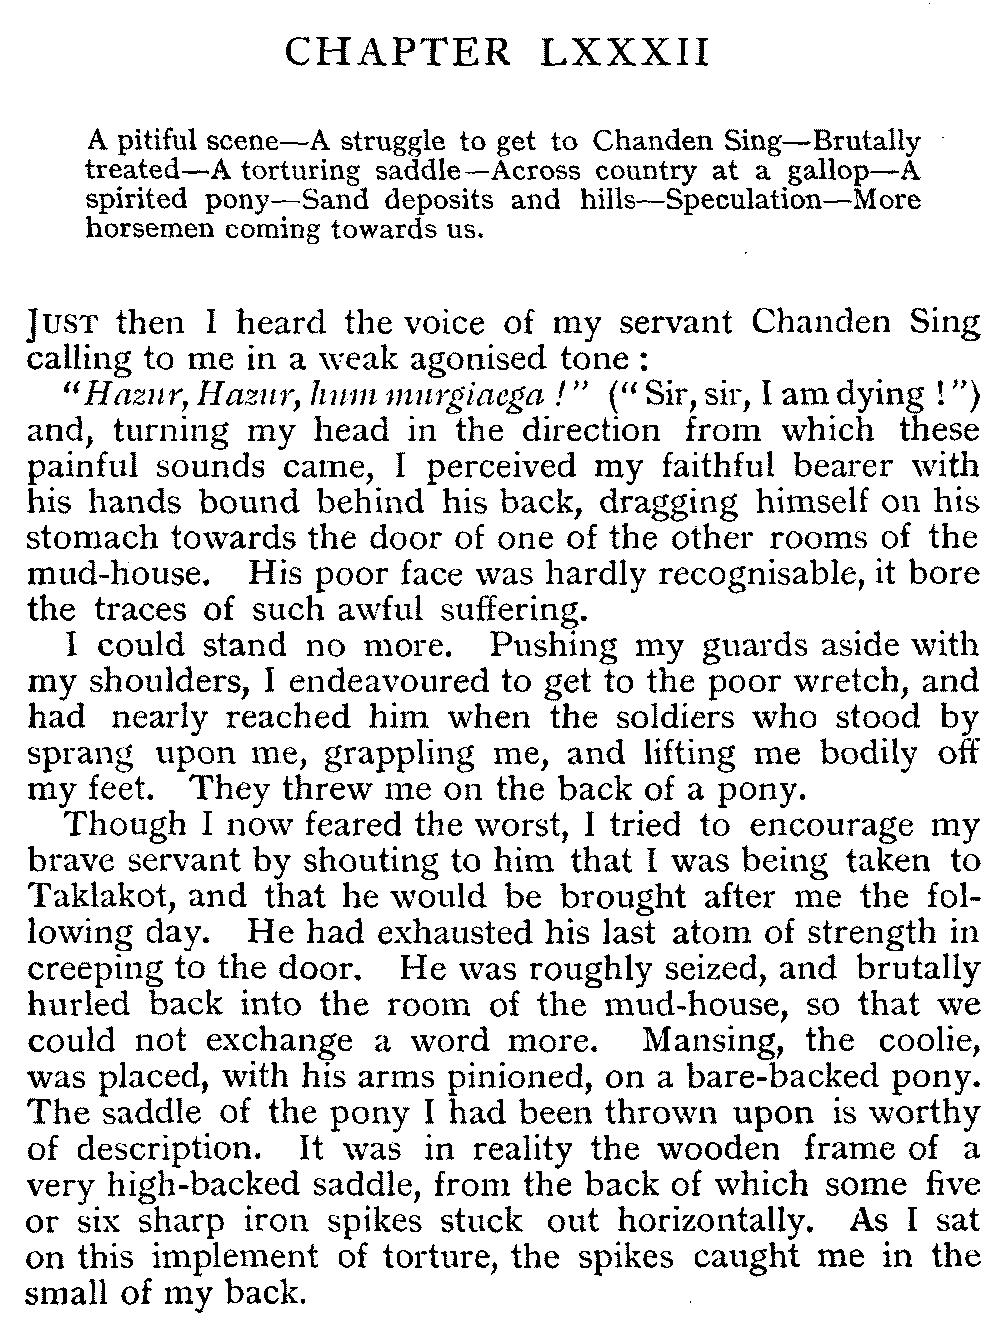 CHAPTER LXXXII
A pitiful scene—A struggle to get to Chanden Sing—Brutally
treated—A torturing saddle—Across country at a gallop—A
spirited pony—Sand deposits and hills—Speculation—More
horsemen coming towards us.
JUST then I heard the voice of my servant Chanden Sing
calling to me in a weak agonised tone :
"Hazur, Hazur, hum murgiaega !" ("Sir, sir, I am dying !")
and, turning my head in the direction from which these
painful sounds came, I perceived my faithful bearer with
his hands bound behind his back, dragging himself on his
stomach towards the door of one of the other rooms of the
mud-house. His poor face was hardly recognisable, it bore
the traces of such awful suffering.
I could stand no more. Pushing my guards aside with
my shoulders, I endeavoured to get to the poor wretch, and
had nearly reached him when the soldiers who stood by
sprang upon me, grappling me, and lifting me bodily off
my feet. They threw me on the back of a pony.
Though I now feared the worst, I tried to encourage my
brave servant by shouting to him that I was being taken to
Taklakot, and that he would be brought after me the fol-
lowing day. He had exhausted his last atom of strength in
creeping to the door. He was roughly seized, and brutally
hurled back into the room of the mud-house, so that we
could not exchange a word more. Mansing, the coolie,
was placed, with his arms pinioned, on a bare-backed pony.
The saddle of the pony I had been thrown upon is worthy
of description. It was in reality the wooden frame of a
very high-backed saddle, from the back of which some five
or six sharp iron spikes stuck out horizontally. As I sat
on this implement of torture, the spikes caught me in the
small of my back.